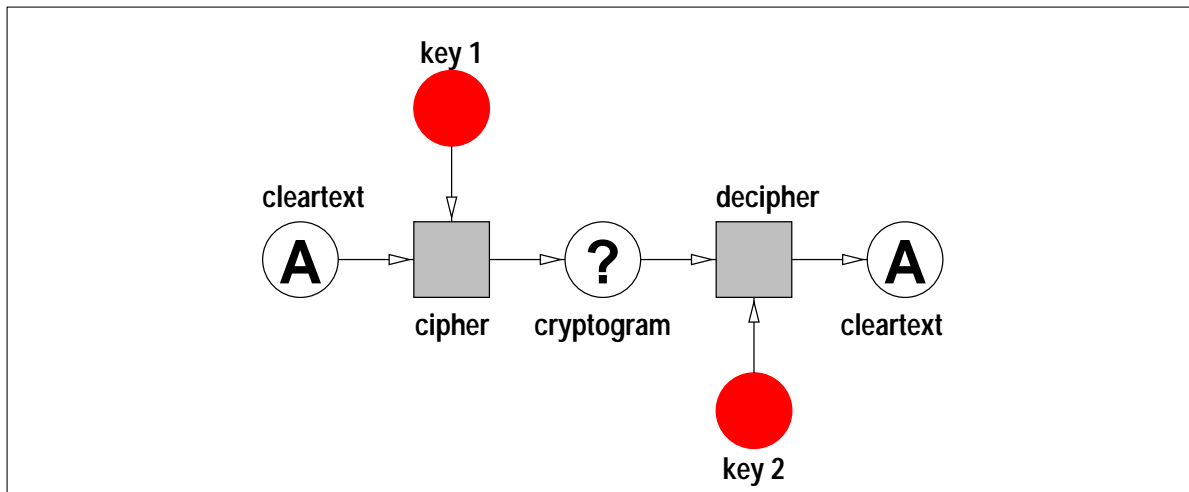 key 1
cleartext
decipher
A
?
A
cipher
cryptogram
cleartext
key 2